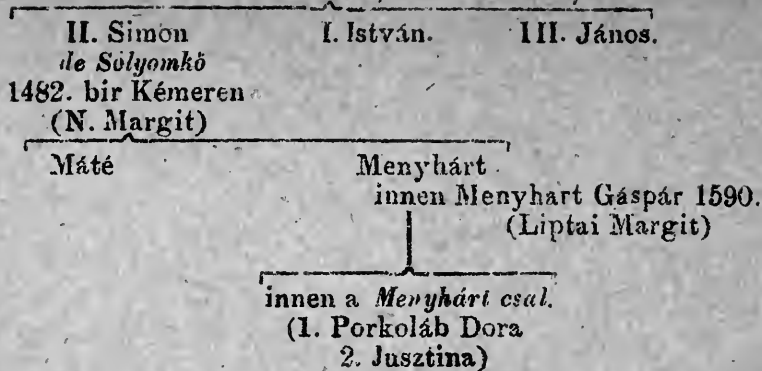 II. Simon I. István. III. János.
de Sólyomkö
1482. bir Kémeren
(N. Margit)
Máté Menyhárt
innen Menyhart Gáspár 1590.
(Liptai Margit)
innen a Menyhárt csal.
(1. Porkoláb Dora
2. Jusztina)